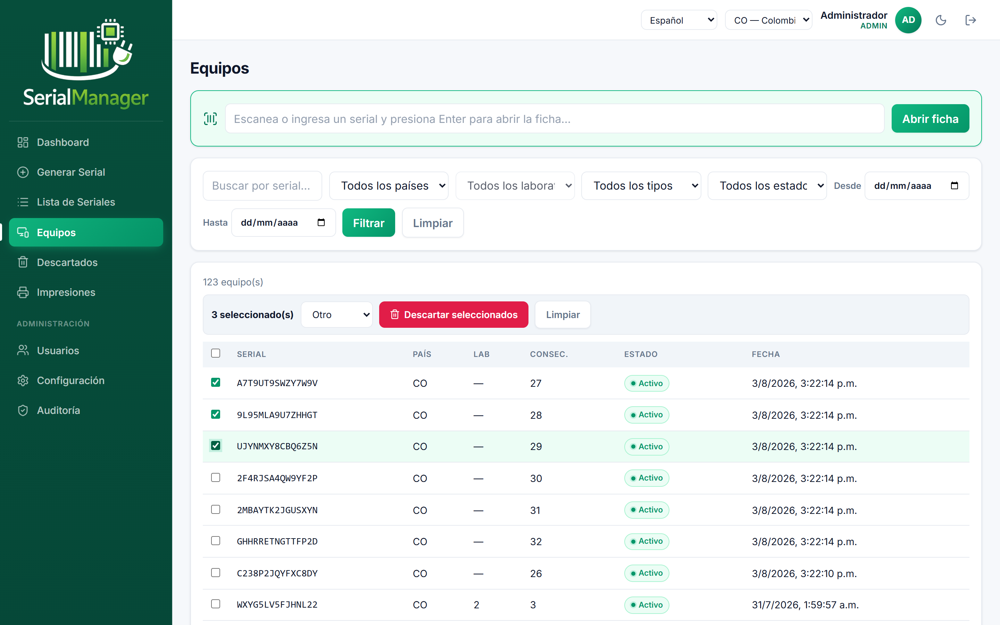 SerialManager
Dashboard
Generar Serial
Lista de Seriales
Equipos
Descartados
Impresiones
ADMINISTRACIÓN
Usuarios
Configuración
Auditoría
Español
CO — Colombi
Administrador
ADMIN
AD
Equipos
Escanea o ingresa un serial y presiona Enter para abrir la ficha...
Abrir ficha
Buscar por serial... Todos los países Todos los laborat Todos los tipos Todos los estado Desde dd/mm/aaaa
Hasta dd/mm/aaaa Filtrar Limpiar
123 equipo(s)
3 seleccionado(s) Otro Descartar seleccionados Limpiar
SERIAL PAÍS LAB CONSEC. ESTADO FECHA
A7T9UT9SWZY7W9V CO — 27 Activo 3/8/2026, 3:22:14 p.m.
9L95MLA9U7ZHHGT CO — 28 Activo 3/8/2026, 3:22:14 p.m.
UJYNMXY8CBQ6Z5N CO — 29 Activo 3/8/2026, 3:22:14 p.m.
2F4RJSA4QW9YF2P CO — 30 Activo 3/8/2026, 3:22:14 p.m.
2MBAYTK2JGUSXYN CO — 31 Activo 3/8/2026, 3:22:14 p.m.
GHHRRETNGTTFP2D CO — 32 Activo 3/8/2026, 3:22:14 p.m.
C238P2JQYFXC8DY CO — 26 Activo 3/8/2026, 3:22:10 p.m.
WXYG5LV5FJHNL22 CO 2 3 Activo 31/7/2026, 1:59:57 a.m.